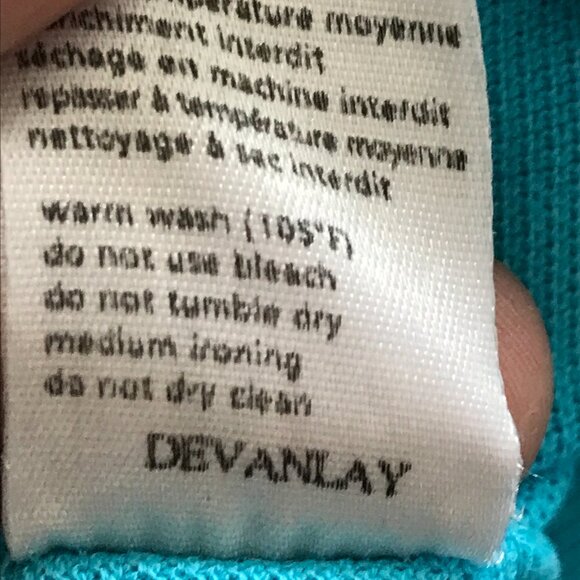 température moyenne
blanchiment interdit
séchage en machine interdit
repasser à température moyenne
nettoyage à sec interdit
warm wash (105°F)
do not use bleach
do not tumble dry
medium ironing
do not dry clean
DEVANLAY